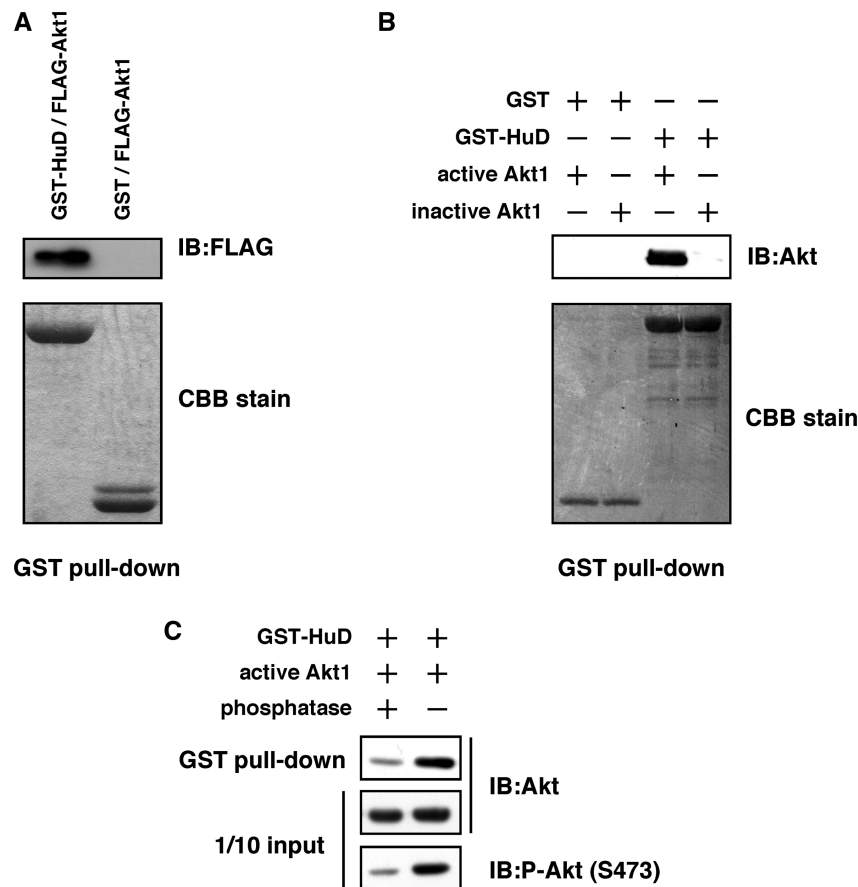 A
GST-HuD / FLAG-Akt1
GST / FLAG-Akt1
IB:FLAG
CBB stain
GST pull-down
B
GST + + − −
GST-HuD − − + +
active Akt1 + − + −
inactive Akt1 − + − +
IB:Akt
CBB stain
GST pull-down
C
GST-HuD + +
active Akt1 + +
phosphatase + −
GST pull-down
IB:Akt
1/10 input
IB:P-Akt (S473)